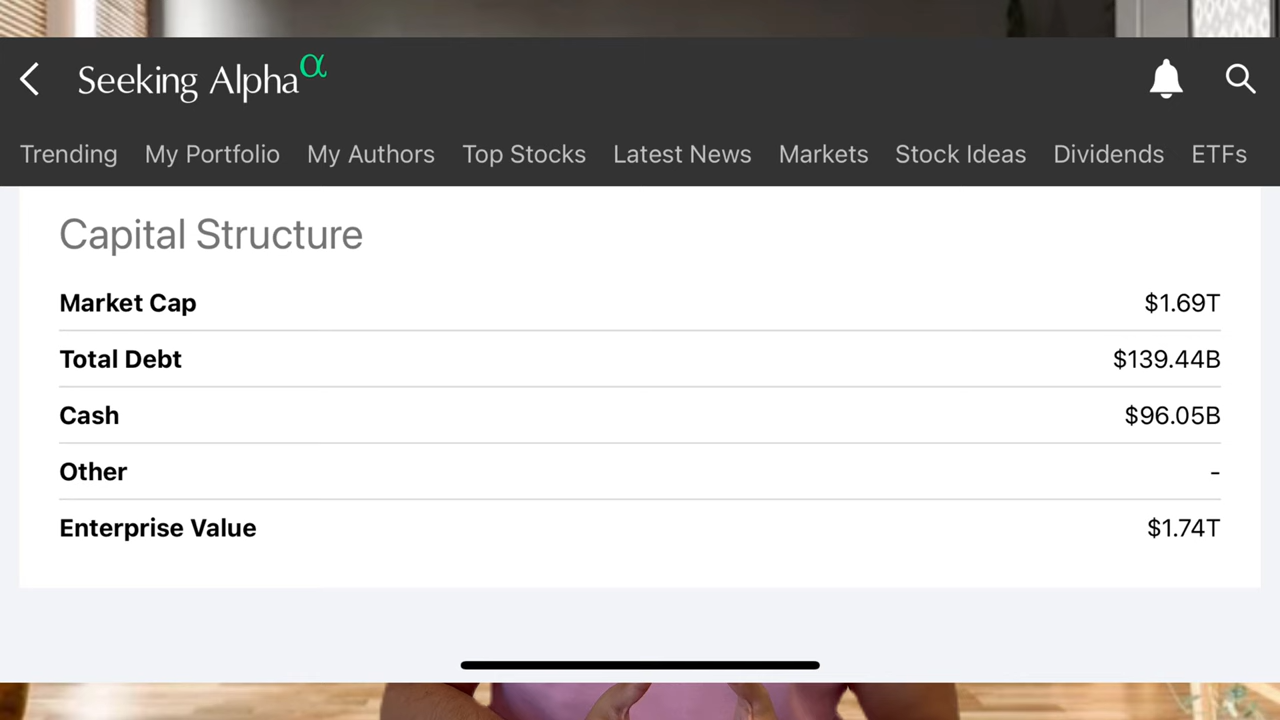 Seeking Alpha α
Trending My Portfolio My Authors Top Stocks Latest News Markets Stock Ideas Dividends ETFs
Capital Structure
Market Cap $1.69T
Total Debt $139.44B
Cash $96.05B
Other -
Enterprise Value $1.74T